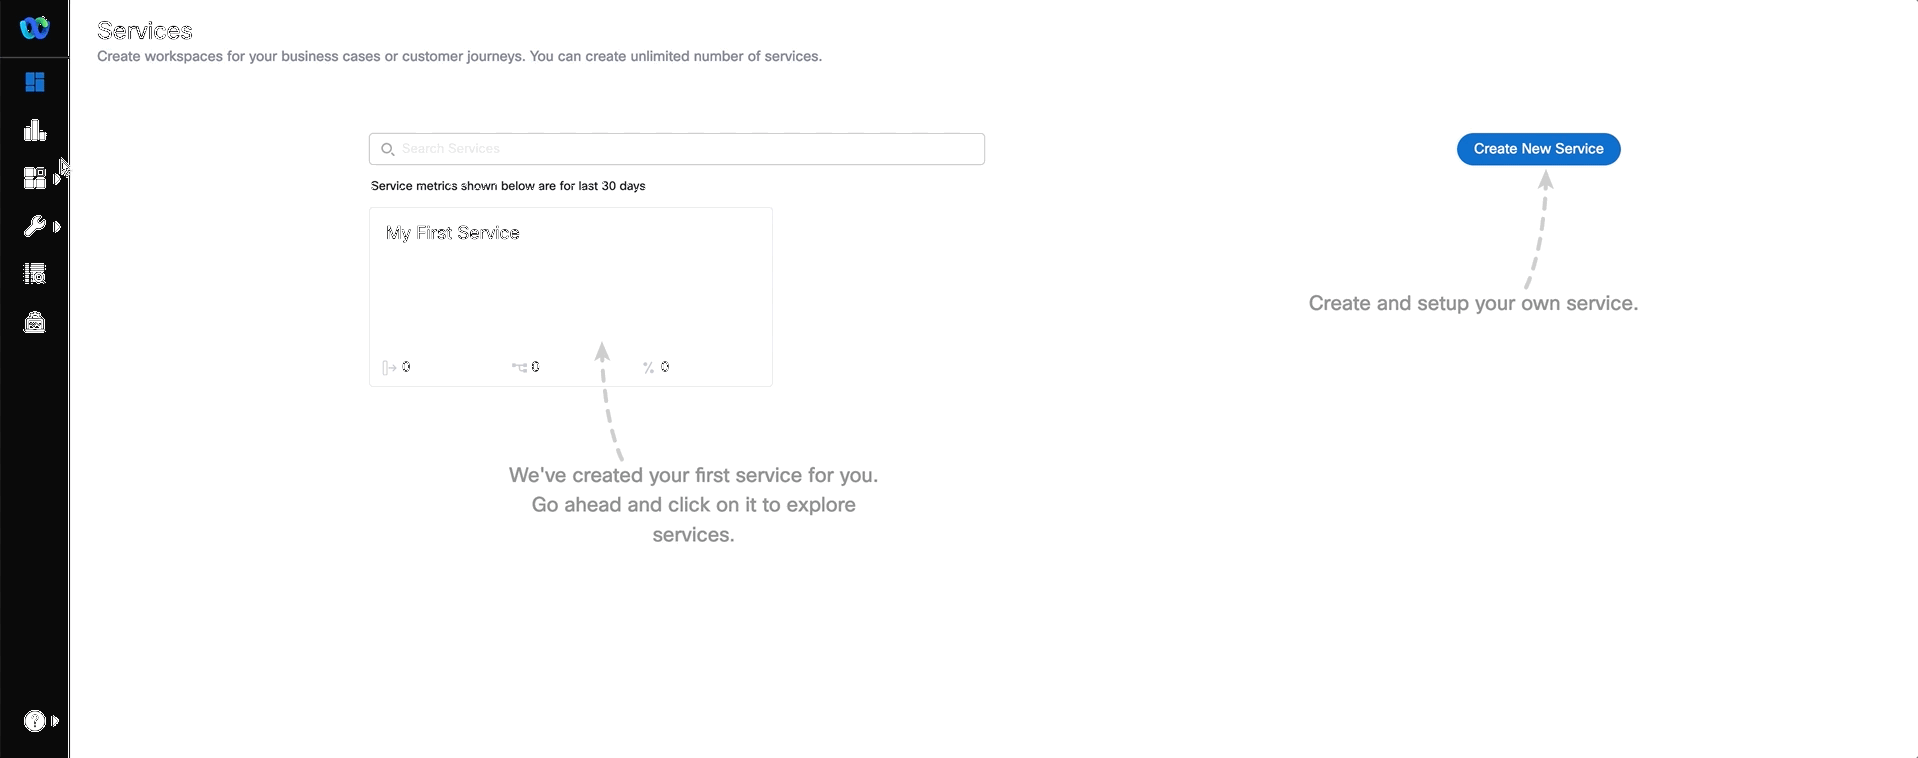 Services
Create workspaces for your business cases or customer journeys. You can create unlimited number of services.
Search Services
Create New Service
Service metrics shown below are for last 30 days
My First Service
0 0 0
Create and setup your own service.
We've created your first service for you.
Go ahead and click on it to explore
services.
?